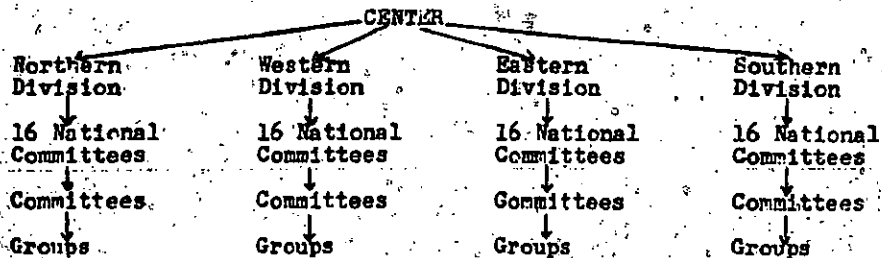 CENTER
Northern Western Eastern Southern
Division Division Division Division
16 National 16 National 16 National 16 National
Committees Committees Committees Committees
Committees Committees Committees Committees
Groups Groups Groups Groups